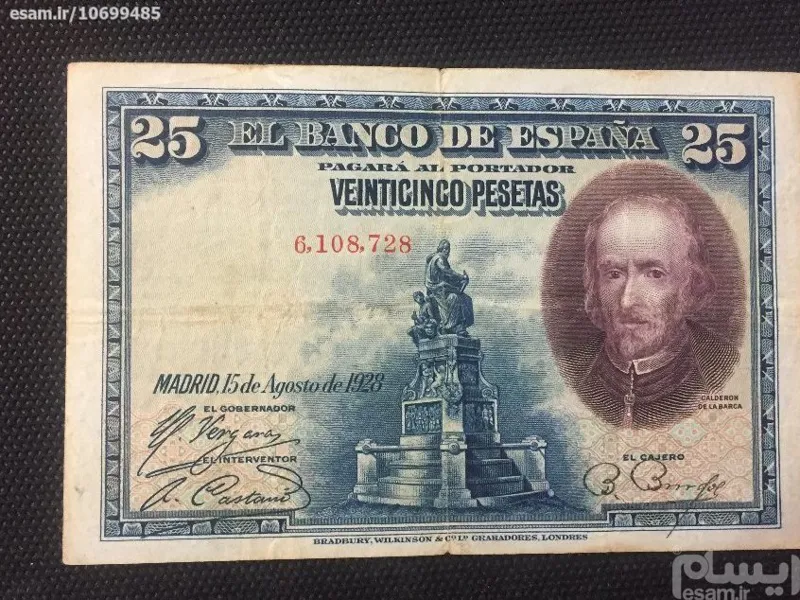 esam.ir/10699485
25 EL BANCO DE ESPAÑA 25
PAGARÁ AL PORTADOR
VEINTICINCO PESETAS
6,108,728
MADRID, 15 de Agosto de 1928
CALDERON
DE LA BARCA
EL GOBERNADOR
EL INTERVENTOR
EL CAJERO
BRADBURY, WILKINSON & Cº Lº GRABADORES, LONDRES
ایسام
esam.ir